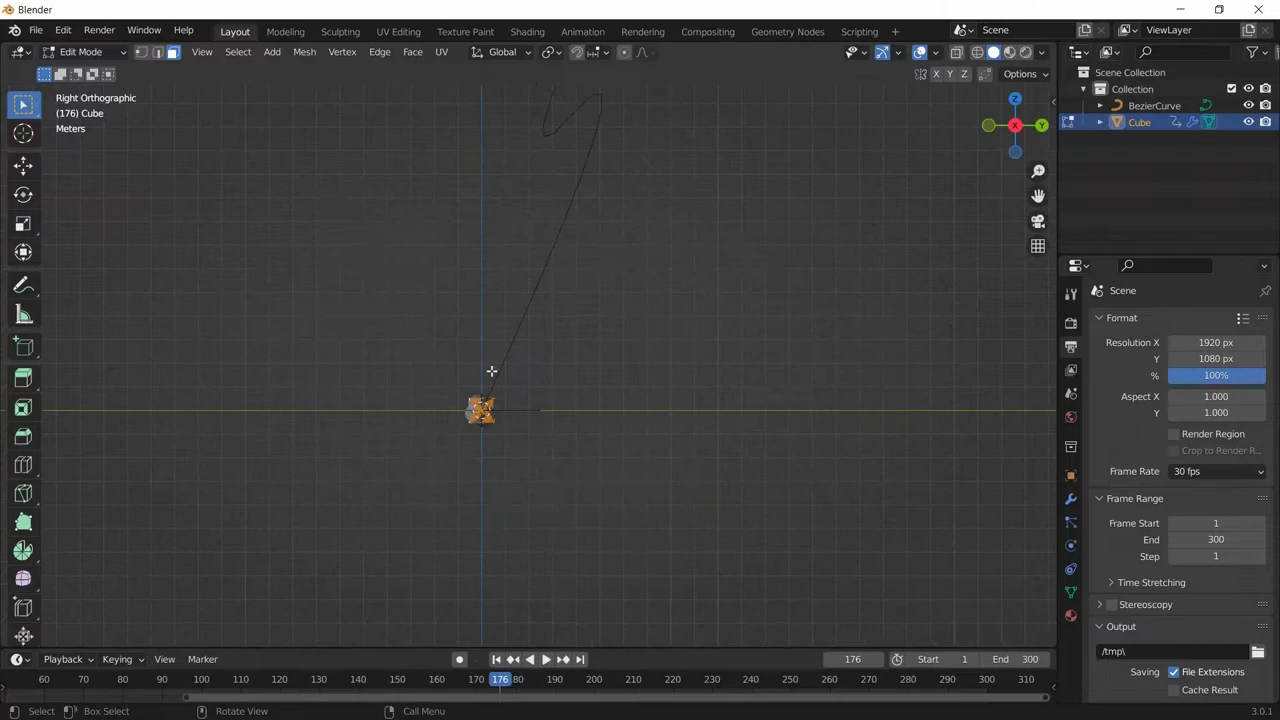 Blender
File Edit Render Window Help Layout Modeling Sculpting UV Editing Texture Paint Shading Animation Rendering Compositing Geometry Nodes Scripting Scene ViewLayer
Edit Mode View Select Add Mesh Vertex Edge Face UV Global
X Y Z Options
Scene Collection
Collection
BezierCurve
Cube
Right Orthographic
(176) Cube
Meters
Z
X
Y
Scene
Format
Resolution X 1920 px
Y 1080 px
% 100%
Aspect X 1.000
Y 1.000
Render Region
Crop to Render R...
Frame Rate 30 fps
Frame Range
Frame Start 1
End 300
Step 1
Time Stretching
Stereoscopy
Output
/tmp\
Saving File Extensions
Cache Result
Playback Keying View Marker 176 Start 1 End 300
60 70 80 90 100 110 120 130 140 150 160 170 176 190 200 210 220 230 240 250 260 270 280 290 300 310
Select Box Select Rotate View Call Menu 3.0.1